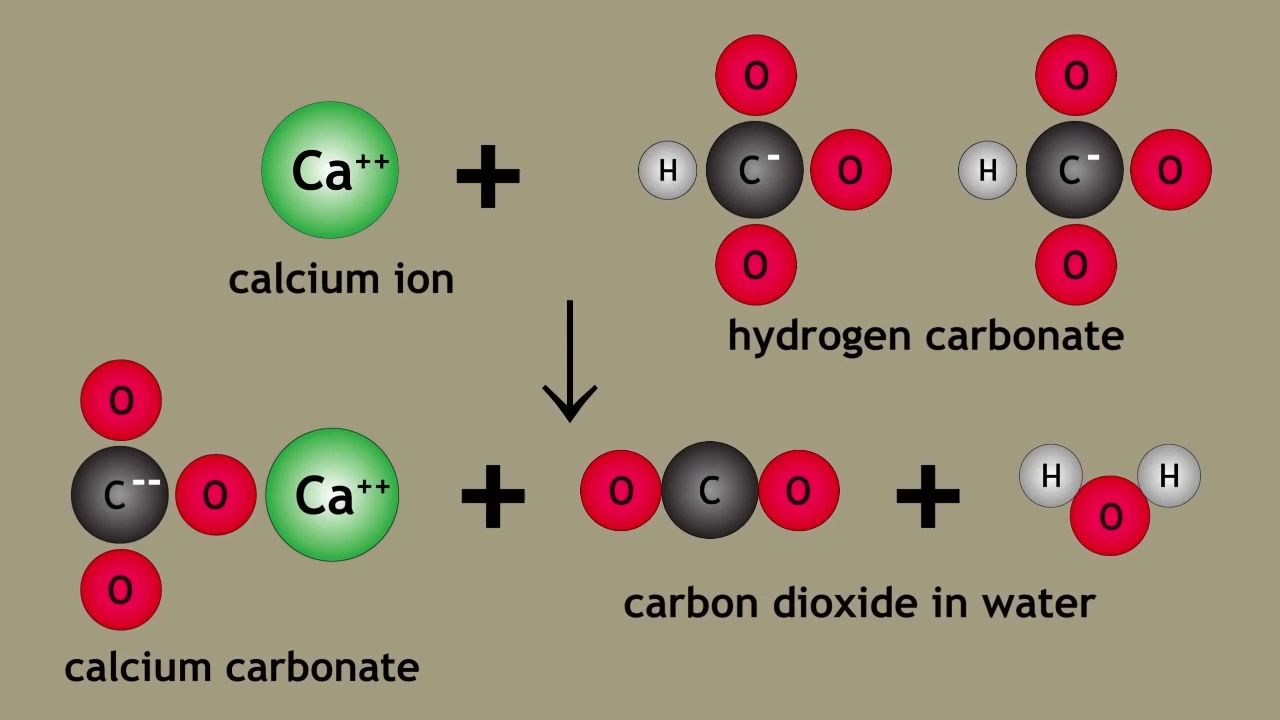 O O
Ca++ + H C- O H C- O
O O
calcium ion
hydrogen carbonate
O
C-- O Ca++ + O C O + H O H
O
carbon dioxide in water
calcium carbonate